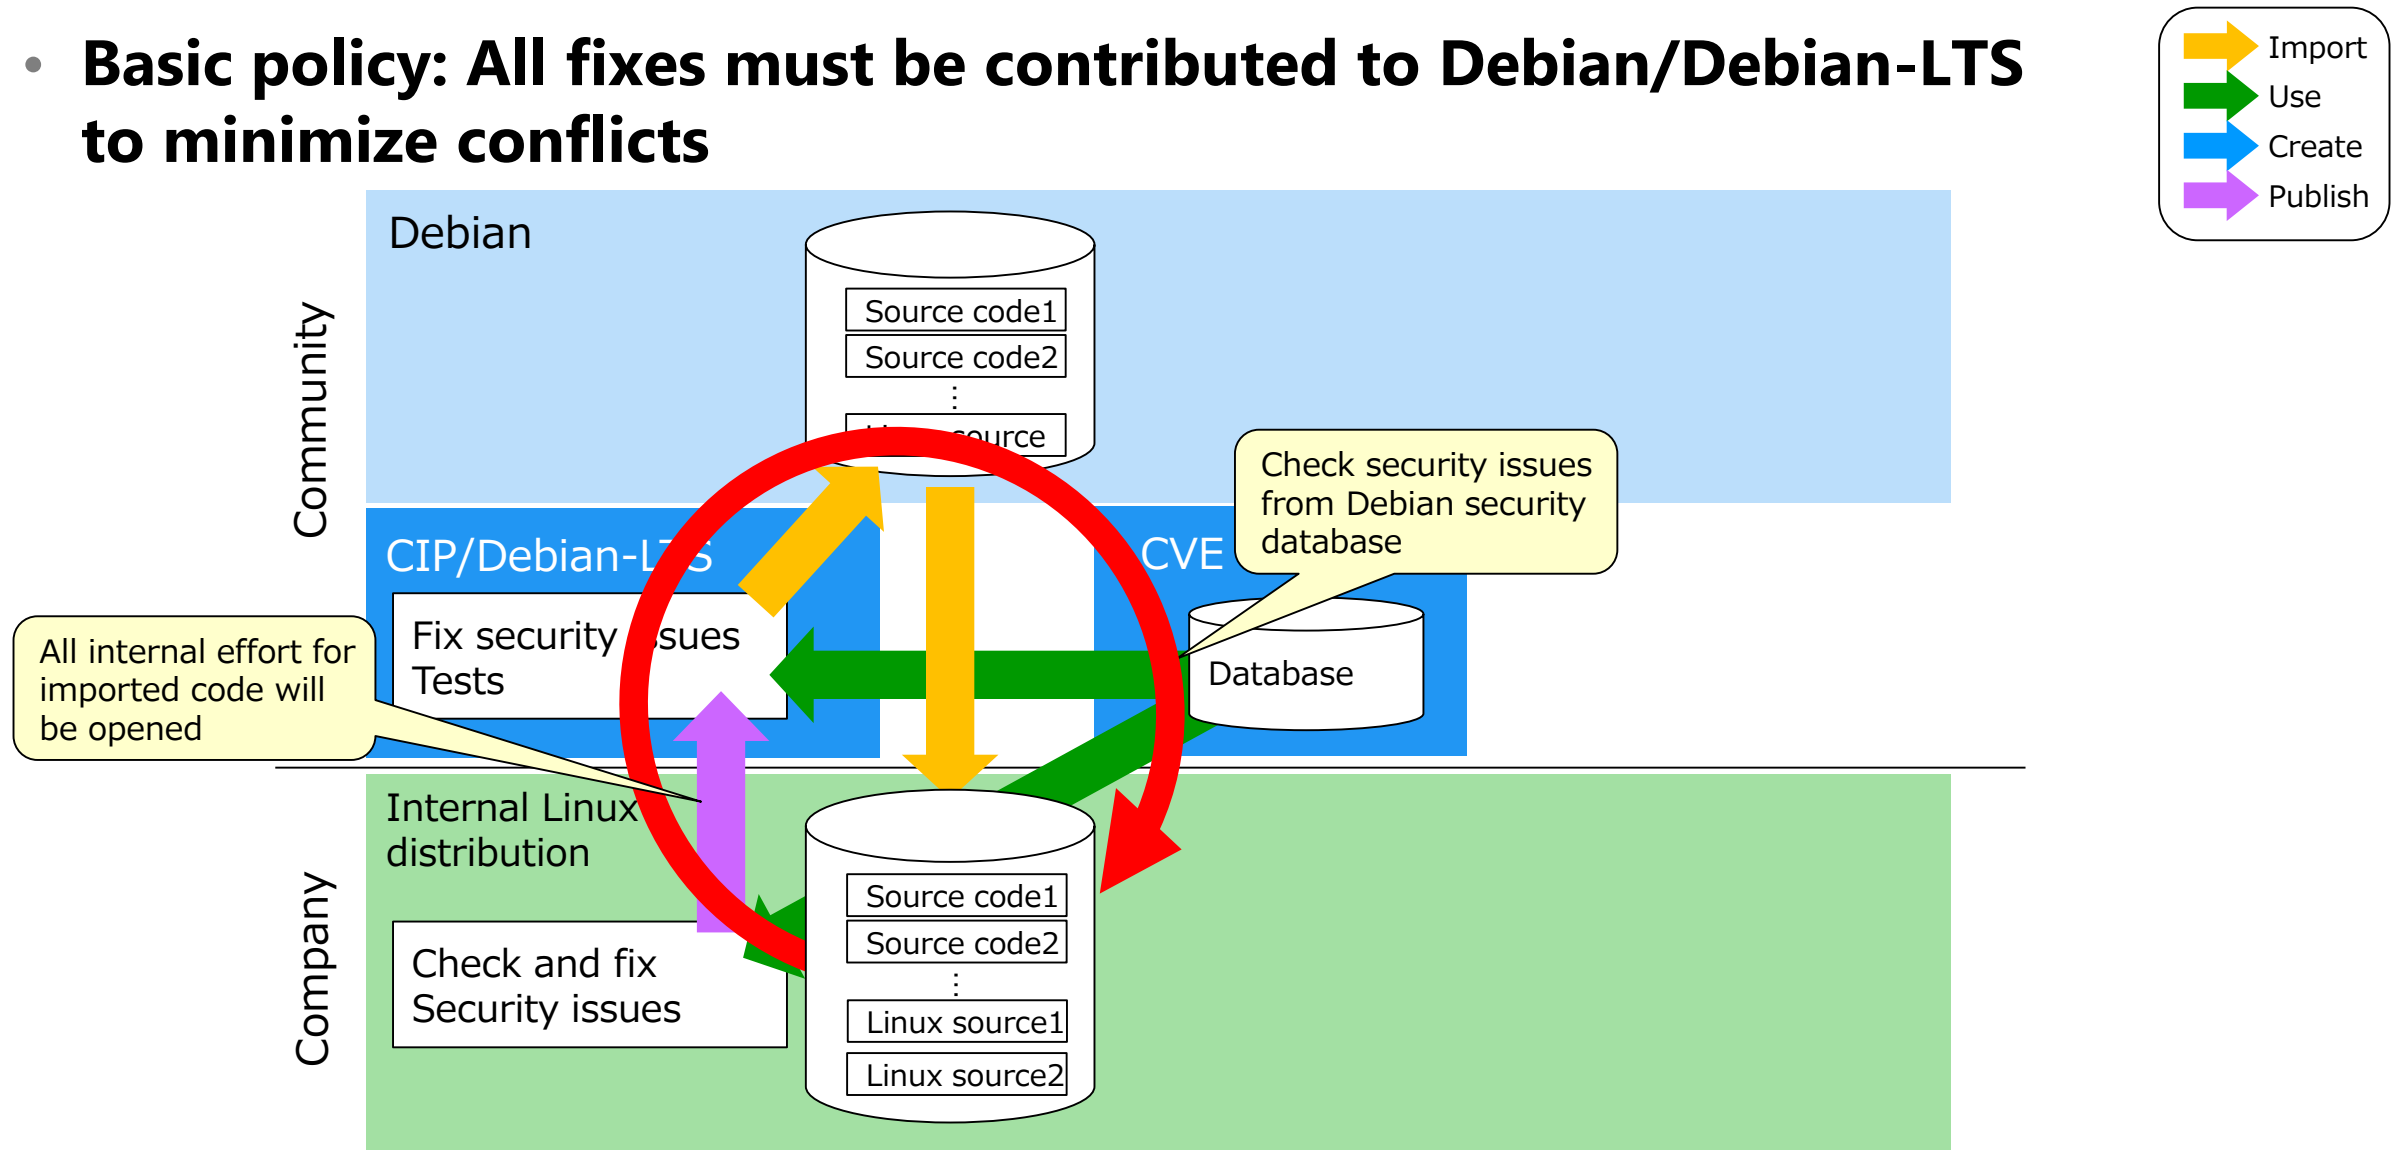 • Basic policy: All fixes must be contributed to Debian/Debian-LTS
to minimize conflicts
Import
Use
Create
Publish
Community
Debian
Source code1
Source code2
⋮
source
CIP/Debian-LTS
Fix security issues
Tests
CVE
Check security issues
from Debian security
database
Database
All internal effort for
imported code will
be opened
Company
Internal Linux
distribution
Check and fix
Security issues
Source code1
Source code2
⋮
Linux source1
Linux source2